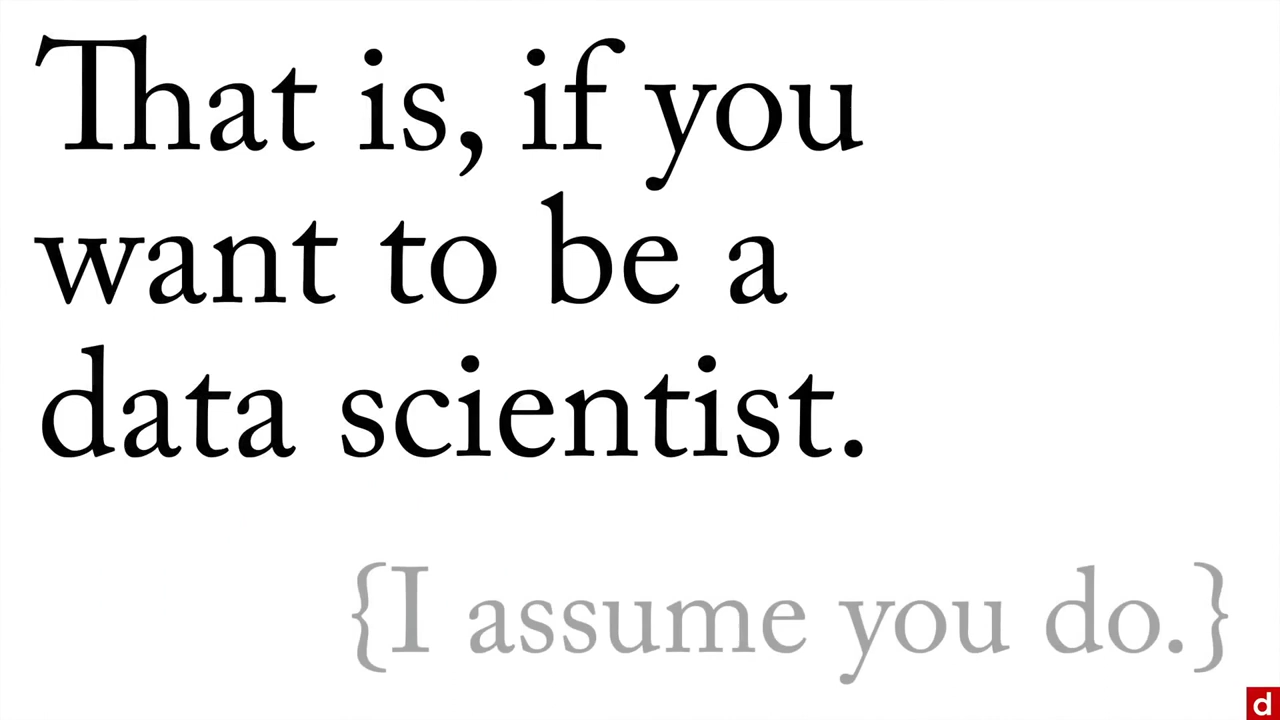 That is, if you
want to be a
data scientist.
{I assume you do.}
d